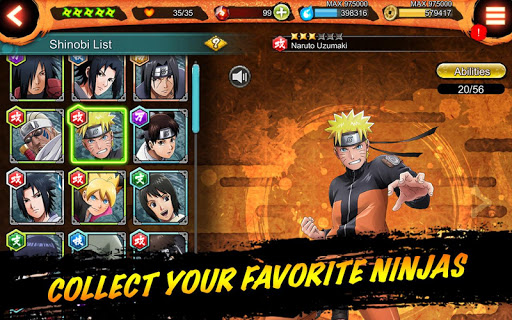 35/35
99
MAX 975000
398316
MAX 975000
579417
Shinobi List
Naruto Uzumaki
Abilities
20/56
COLLECT YOUR FAVORITE NINJAS